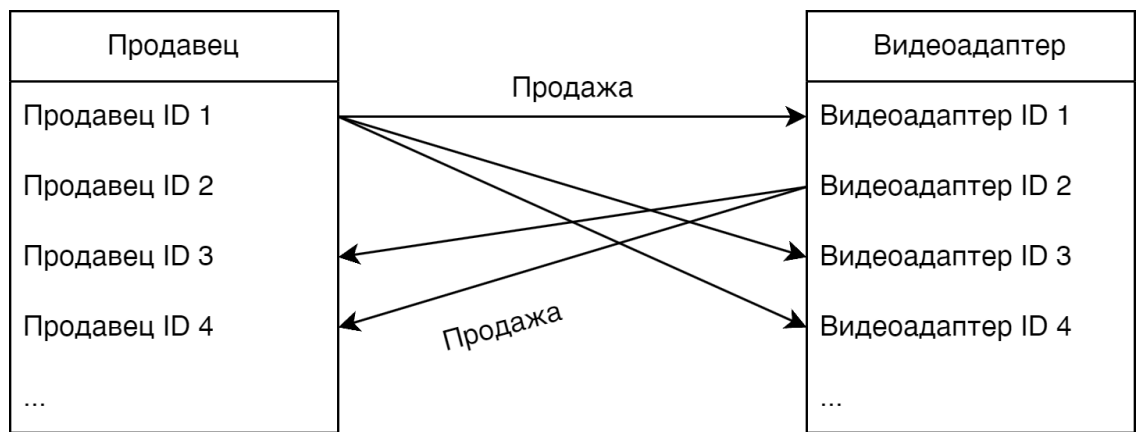 Продавец
Продавец ID 1
Продавец ID 2
Продавец ID 3
Продавец ID 4
...
Продажа
Продажа
Видеоадаптер
Видеоадаптер ID 1
Видеоадаптер ID 2
Видеоадаптер ID 3
Видеоадаптер ID 4
...